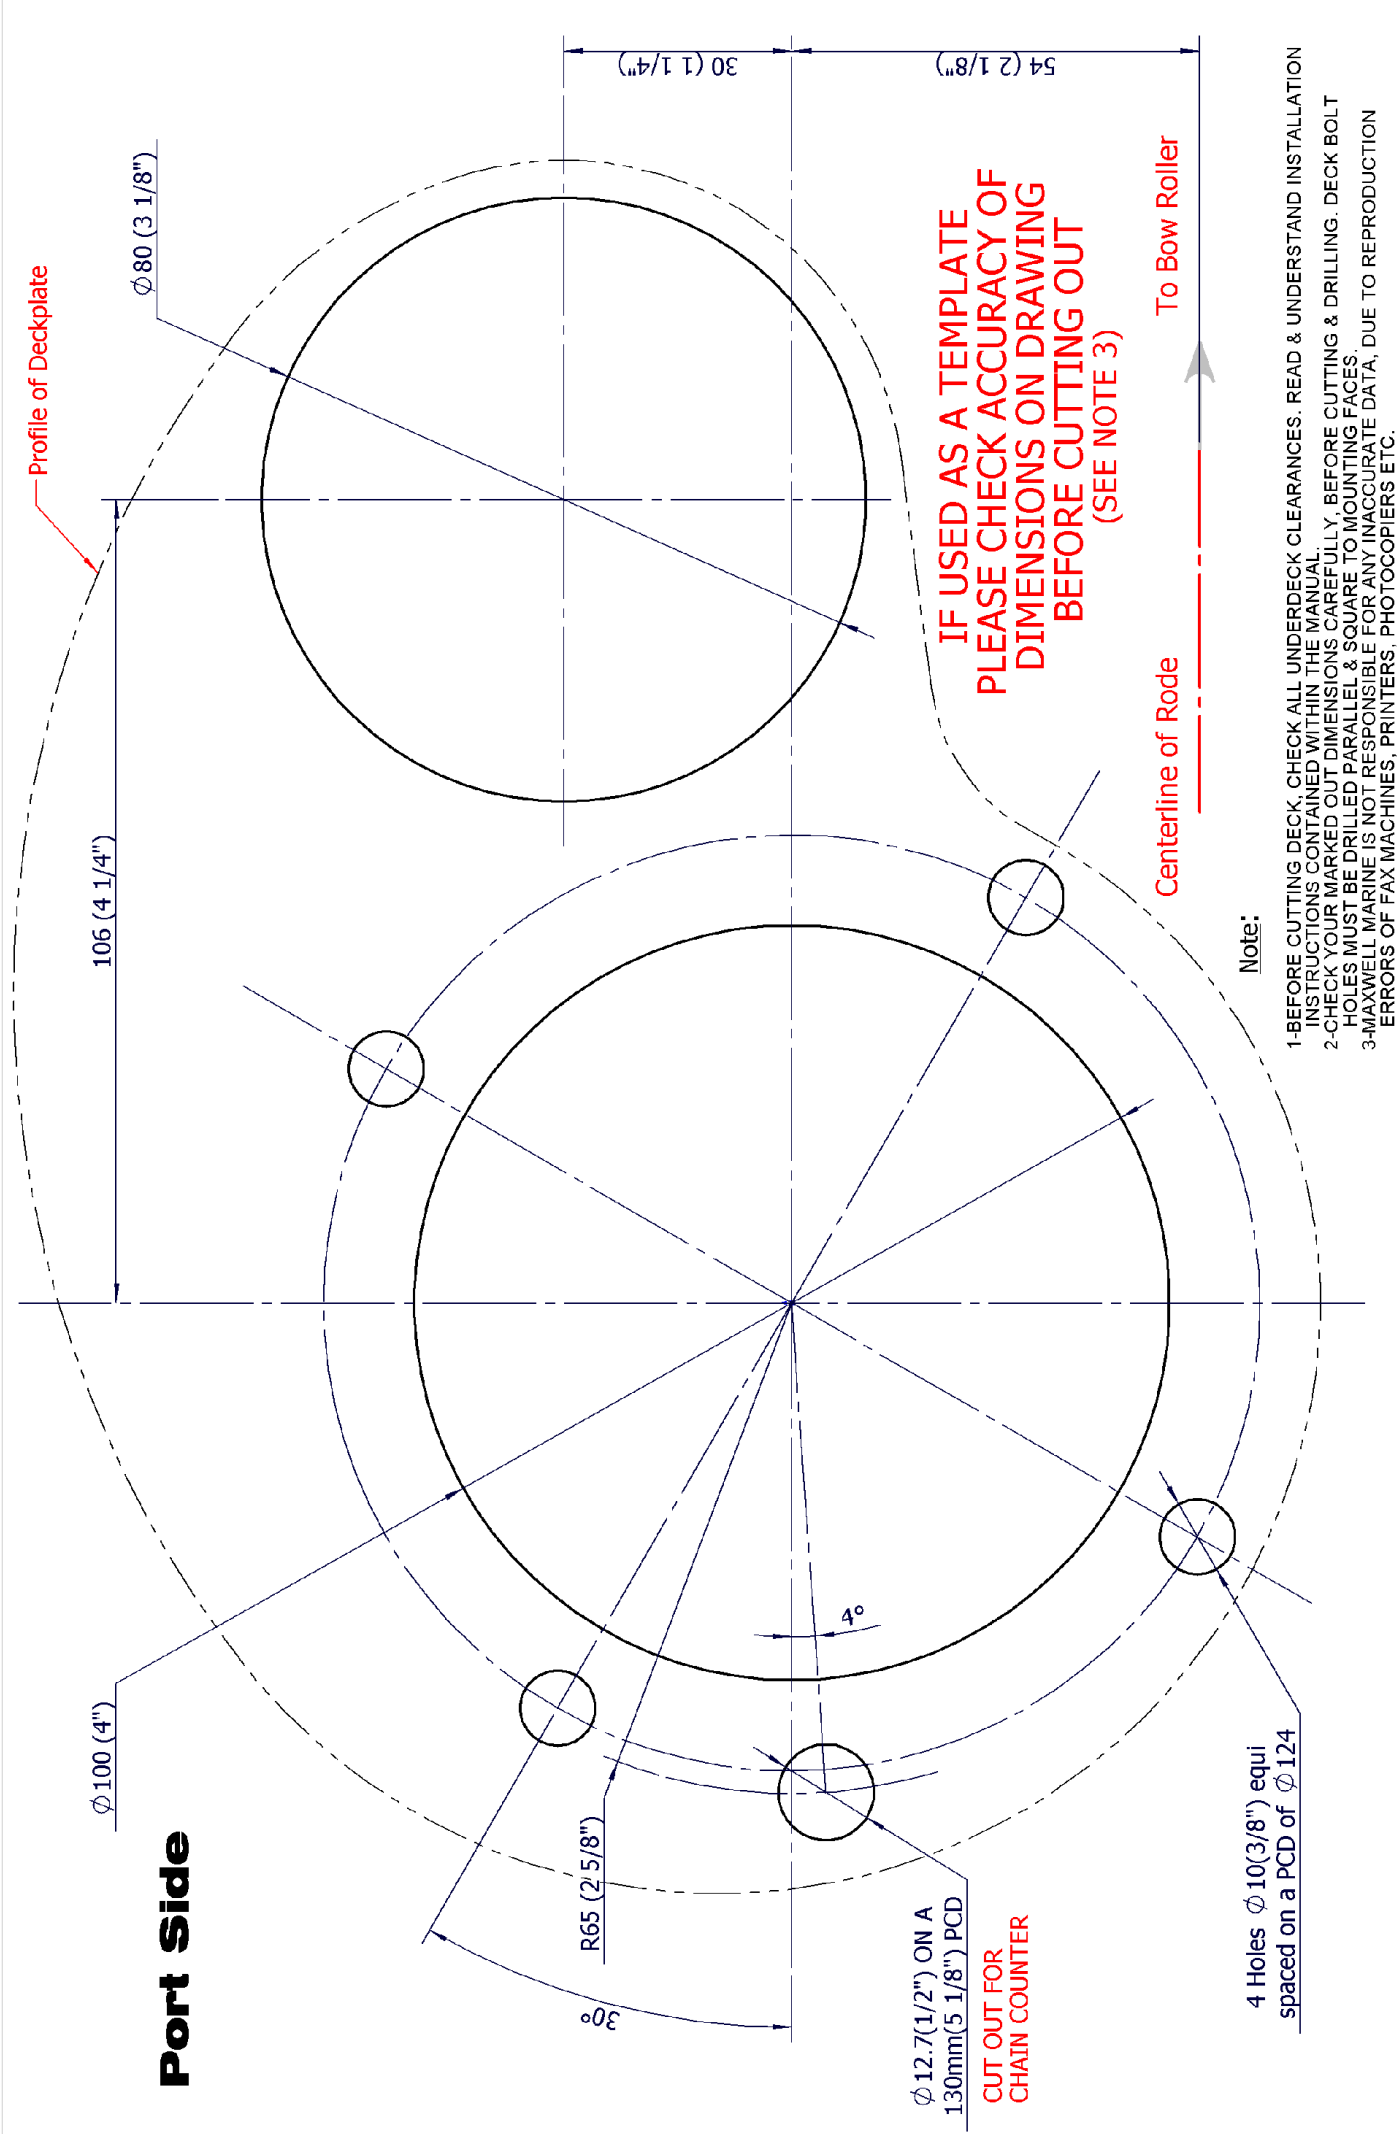 Port Side
Profile of Deckplate
Ø100 (4")
106 (4 1/4")
Ø80 (3 1/8")
30 (1 1/4")
54 (2 1/8")
R65 (2 5/8")
30°
4°
Ø12.7(1/2") ON A
130mm(5 1/8") PCD
CUT OUT FOR
CHAIN COUNTER
4 Holes Ø10(3/8") equi
spaced on a PCD of Ø124
IF USED AS A TEMPLATE
PLEASE CHECK ACCURACY OF
DIMENSIONS ON DRAWING
BEFORE CUTTING OUT
(SEE NOTE 3)
Centerline of Rode
To Bow Roller
Note:
1-BEFORE CUTTING DECK, CHECK ALL UNDERDECK CLEARANCES. READ & UNDERSTAND INSTALLATION
INSTRUCTIONS CONTAINED WITHIN THE MANUAL.
2-CHECK YOUR MARKED OUT DIMENSIONS CAREFULLY, BEFORE CUTTING & DRILLING. DECK BOLT
HOLES MUST BE DRILLED PARALLEL & SQUARE TO MOUNTING FACES.
3-MAXWELL MARINE IS NOT RESPONSIBLE FOR ANY INACCURATE DATA, DUE TO REPRODUCTION
ERRORS OF FAX MACHINES, PRINTERS, PHOTOCOPIERS ETC.